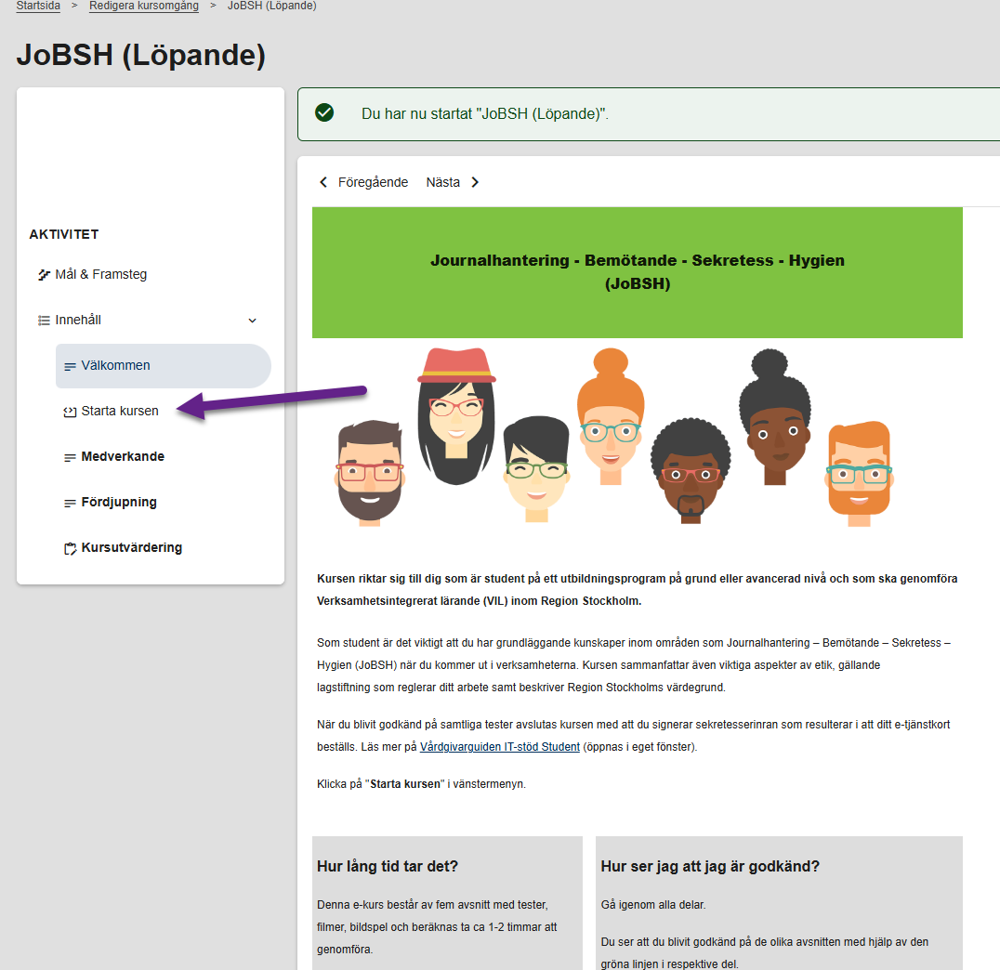 Startsida > Redigera kursomgång > JoBSH (Löpande)
JoBSH (Löpande)
Du har nu startat "JoBSH (Löpande)".
AKTIVITET
Mål & Framsteg
Innehåll
Välkommen
Starta kursen
Medverkande
Fördjupning
Kursutvärdering
Föregående Nästa
Journalhantering - Bemötande - Sekretess - Hygien
(JoBSH)
Kursen riktar sig till dig som är student på ett utbildningsprogram på grund eller avancerad nivå och som ska genomföra
Verksamhetsintegrerat lärande (VIL) inom Region Stockholm.
Som student är det viktigt att du har grundläggande kunskaper inom områden som Journalhantering – Bemötande – Sekretess –
Hygien (JoBSH) när du kommer ut i verksamheterna. Kursen sammanfattar även viktiga aspekter av etik, gällande
lagstiftning som reglerar ditt arbete samt beskriver Region Stockholms värdegrund.
När du blivit godkänd på samtliga tester avslutas kursen med att du signerar sekretesserinran som resulterar i att ditt e-tjänstkort
beställs. Läs mer på Vårdgivarguiden IT-stöd Student (öppnas i eget fönster).
Klicka på "Starta kursen" i vänstermenyn.
Hur lång tid tar det?
Denna e-kurs består av fem avsnitt med tester,
filmer, bildspel och beräknas ta ca 1-2 timmar att
genomföra.
Hur ser jag att jag är godkänd?
Gå igenom alla delar.
Du ser att du blivit godkänd på de olika avsnitten med hjälp av den
gröna linjen i respektive del.